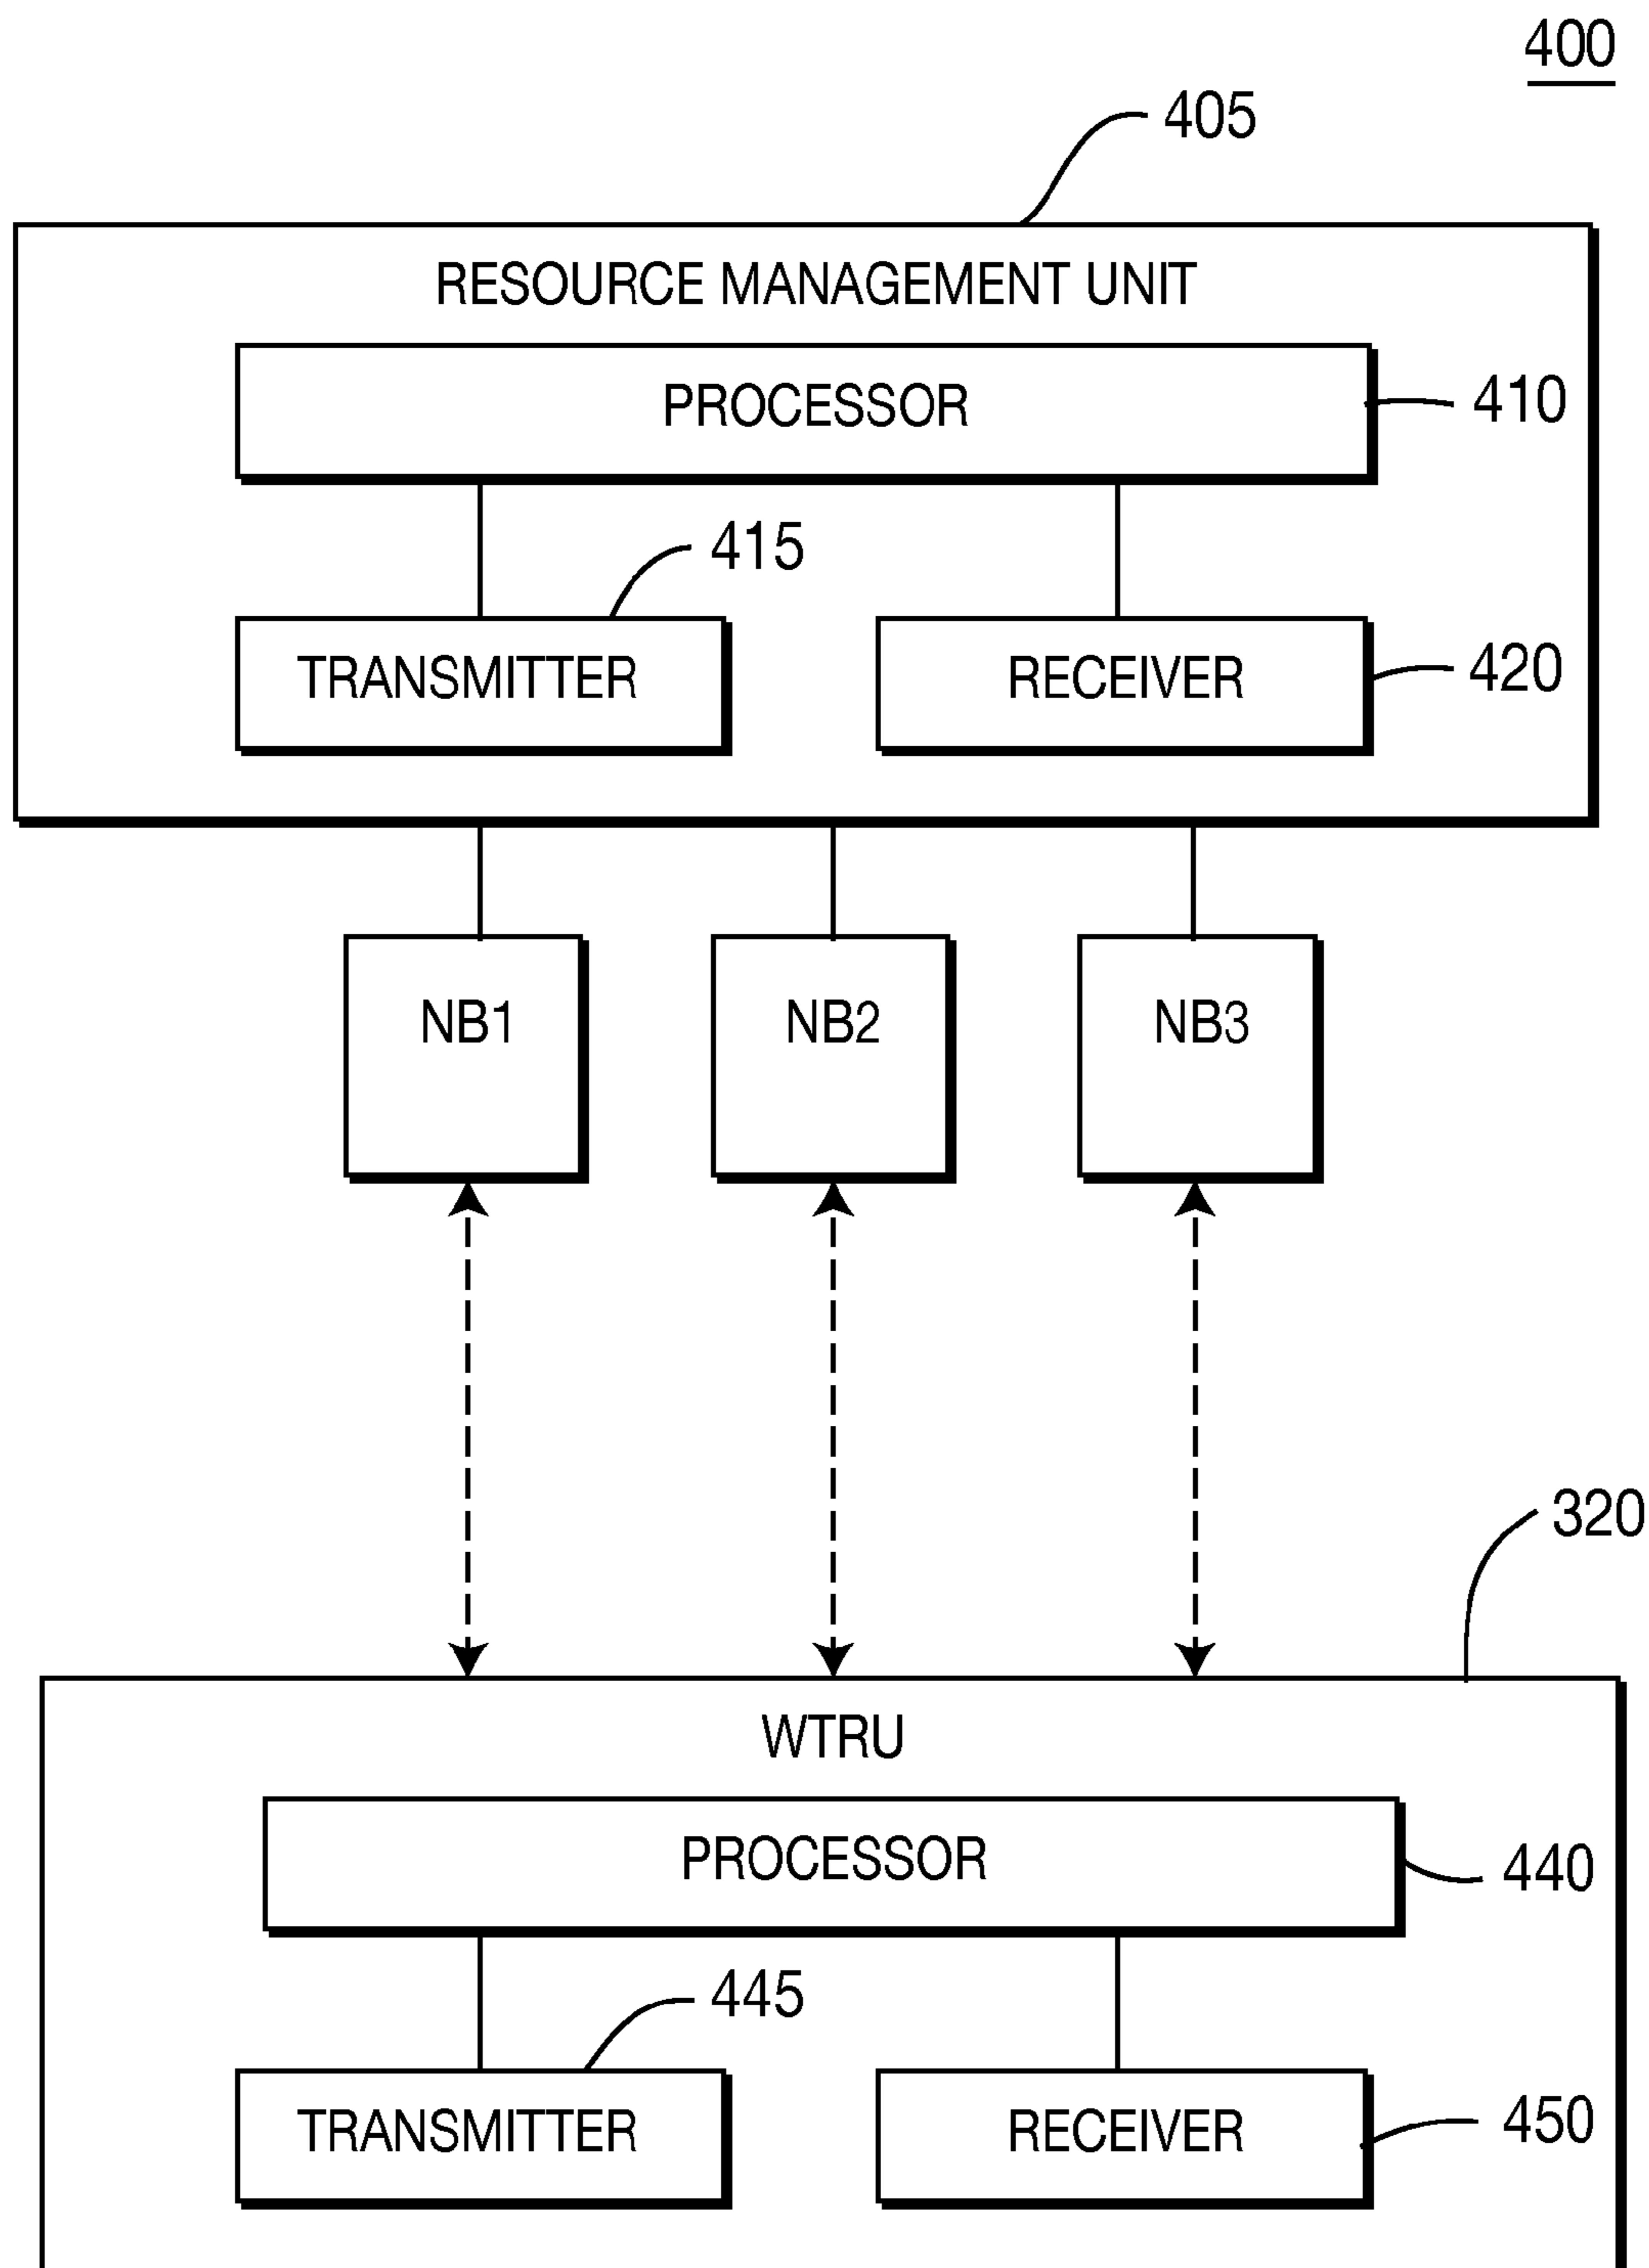 400
405
RESOURCE MANAGEMENT UNIT
PROCESSOR
410
415
TRANSMITTER
RECEIVER
420
NB1
NB2
NB3
320
WTRU
PROCESSOR
440
445
TRANSMITTER
RECEIVER
450